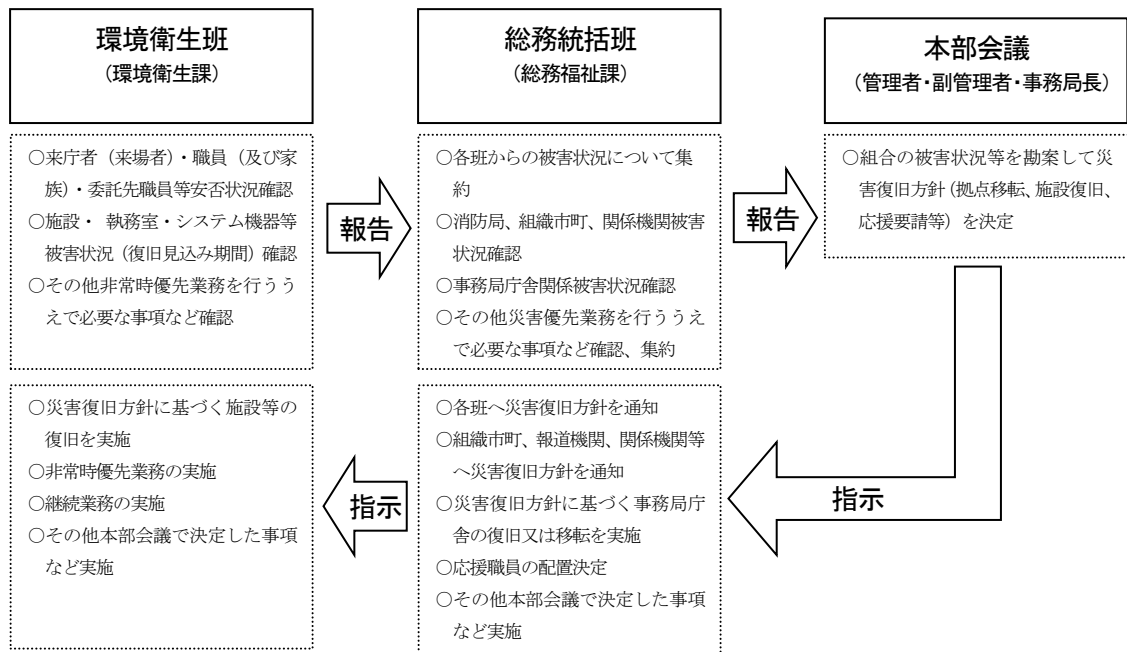 環境衛生班
(環境衛生課)
○来庁者(来場者)・職員(及び家
族)・委託先職員等安否状況確認
○施設・ 執務室・システム機器等
被害状況(復旧見込み期間)確認
○その他非常時優先業務を行ううえ
で必要な事項など確認
報告
総務統括班
(総務福祉課)
○各班からの被害状況について集
約
○消防局、組織市町、関係機関被害
状況確認
○事務局庁舎関係被害状況確認
○その他災害優先業務を行ううえ
で必要な事項など確認、集約
報告
本部会議
(管理者・副管理者・事務局長)
○組合の被害状況等を勘案して災
害復旧方針(拠点移転、施設復旧、
応援要請等)を決定
指示
○各班へ災害復旧方針を通知
○組織市町、報道機関、関係機関等
へ災害復旧方針を通知
○災害復旧方針に基づく事務局庁
舎の復旧又は移転を実施
○応援職員の配置決定
○その他本部会議で決定した事項
など実施
指示
○災害復旧方針に基づく施設等の
復旧を実施
○非常時優先業務の実施
○継続業務の実施
○その他本部会議で決定した事項
など実施